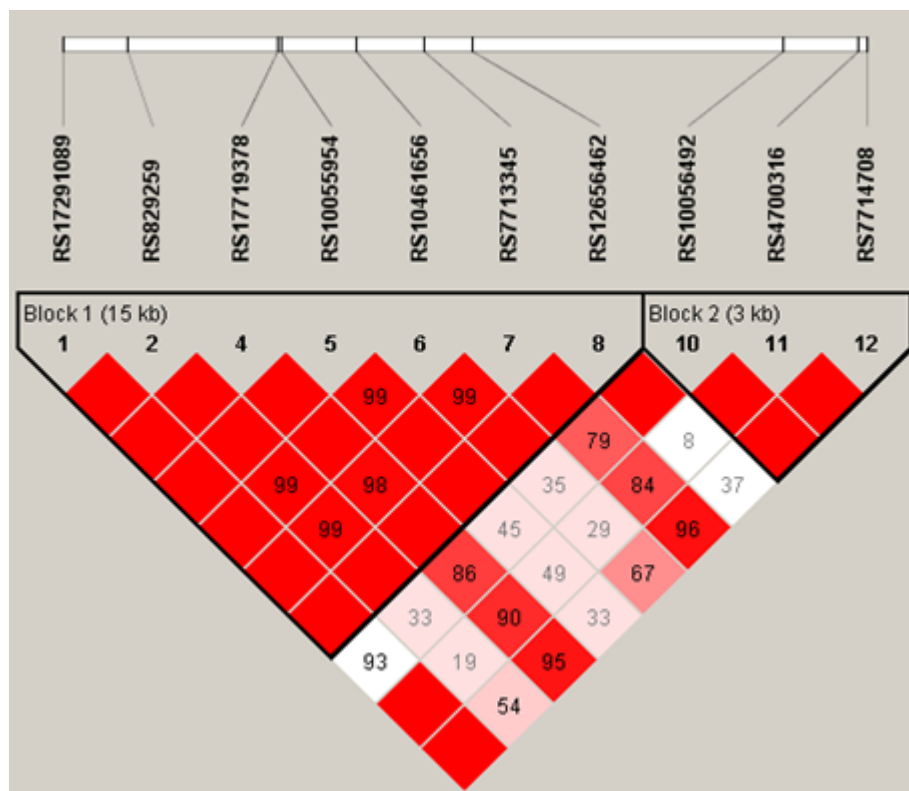 RS17291089
RS829259
RS17719378
RS10055954
RS10461656
RS7713345
RS12656462
RS10056492
RS4700316
RS7714708
Block 1 (15 kb) Block 2 (3 kb)
1 2 4 5 6 7 8 10 11 12
99 99
79 8
99 98 35 84 37
99 45 29 96
86 49 67
33 90 33
93 19 95
54